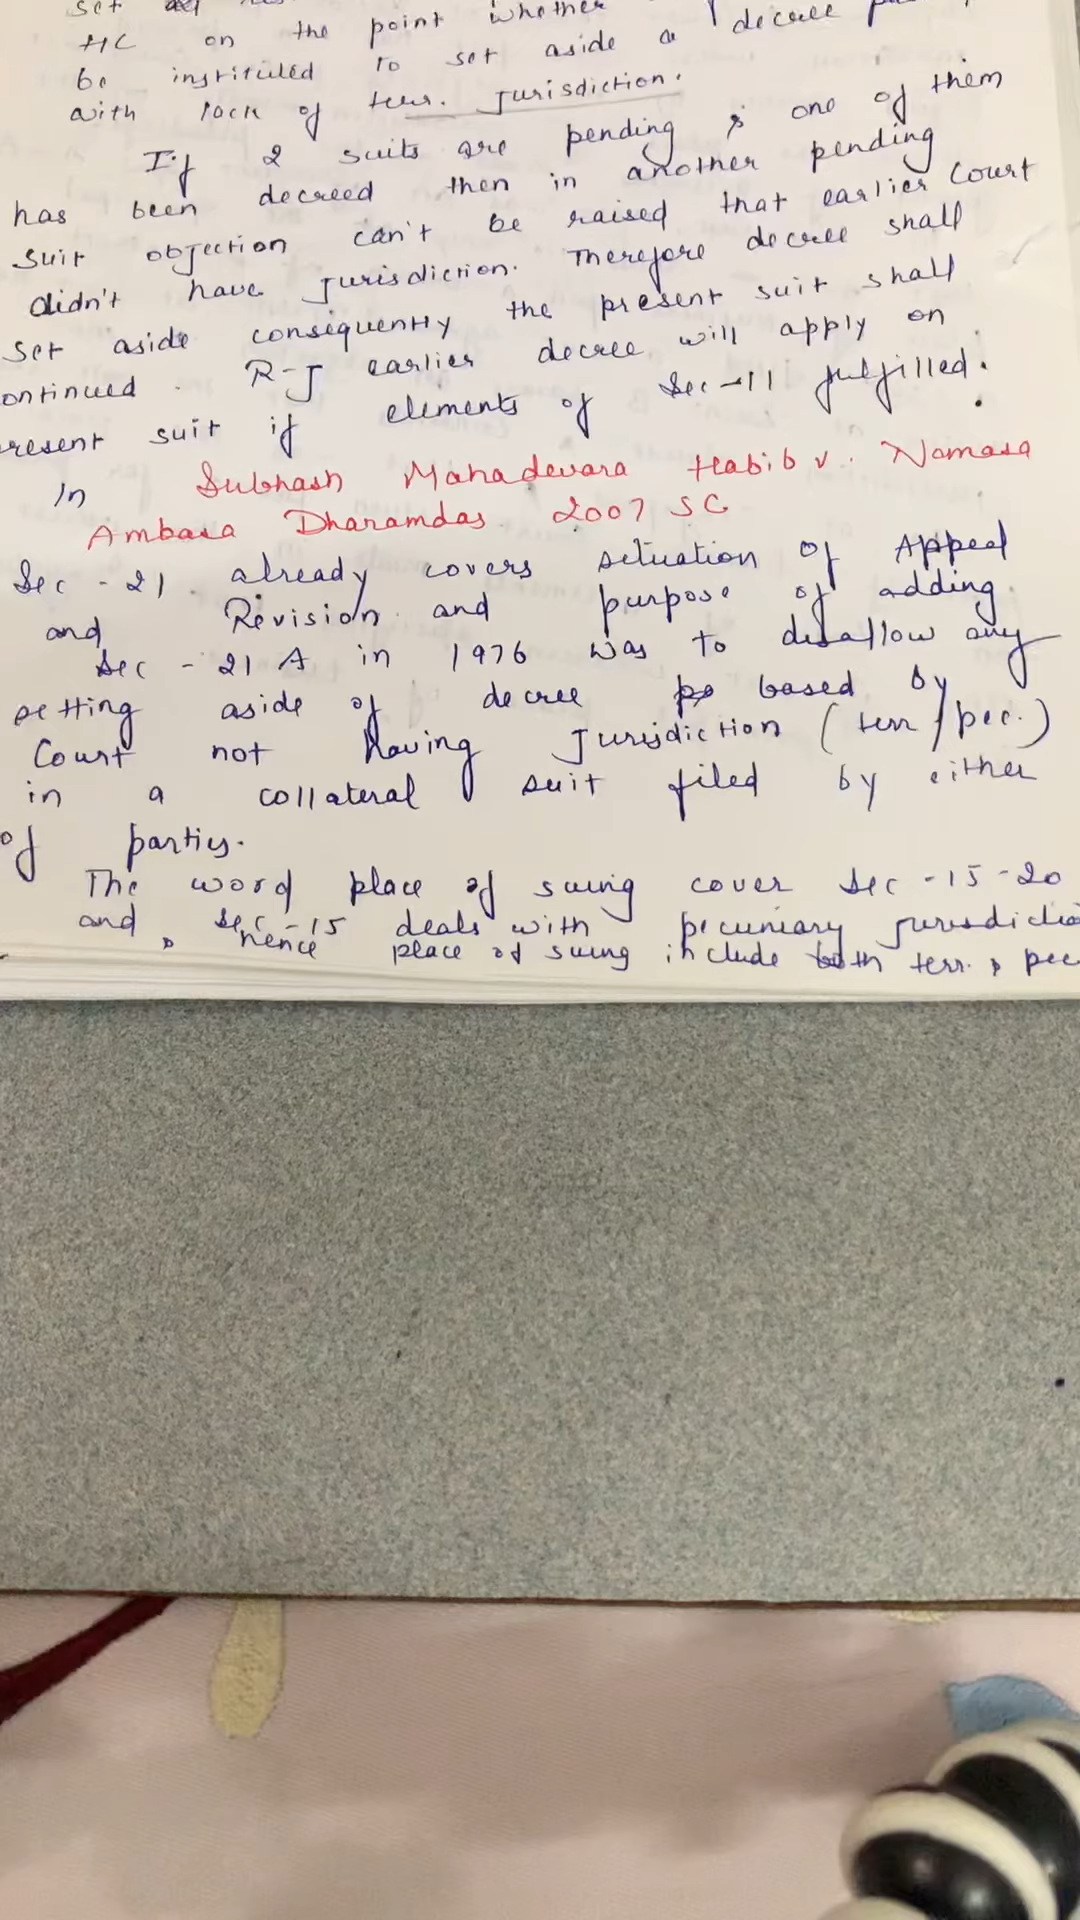 set
HC on the point whether
be instituted to set aside a decree
with lack of terr. Jurisdiction.
If 2 suits are pending & one of them
has been decreed then in another pending
suit objection can't be raised that earlier Court
didn't have Jurisdiction. Therefore decree shall
set aside consequently the present suit shall
ontinued. R-J earlier decree will apply on
resent suit if elements of Sec-11 fulfilled.
In Subhash Mahadevara Habib v. Namasa
Ambasa Dharamdas 2007 SC
Sec - 21 already covers situation of Appeal
and Revision and purpose of adding
Sec - 21 A in 1976 was to disallow any
setting aside of decree based by
Court not having Jurisdiction (terr/pec.)
in a collateral suit filed by either
of parties.
The word place of suing cover Sec - 15-20
and Sec - 15 deals with pecuniary jurisdictio
& hence place of suing include both terr. & pec